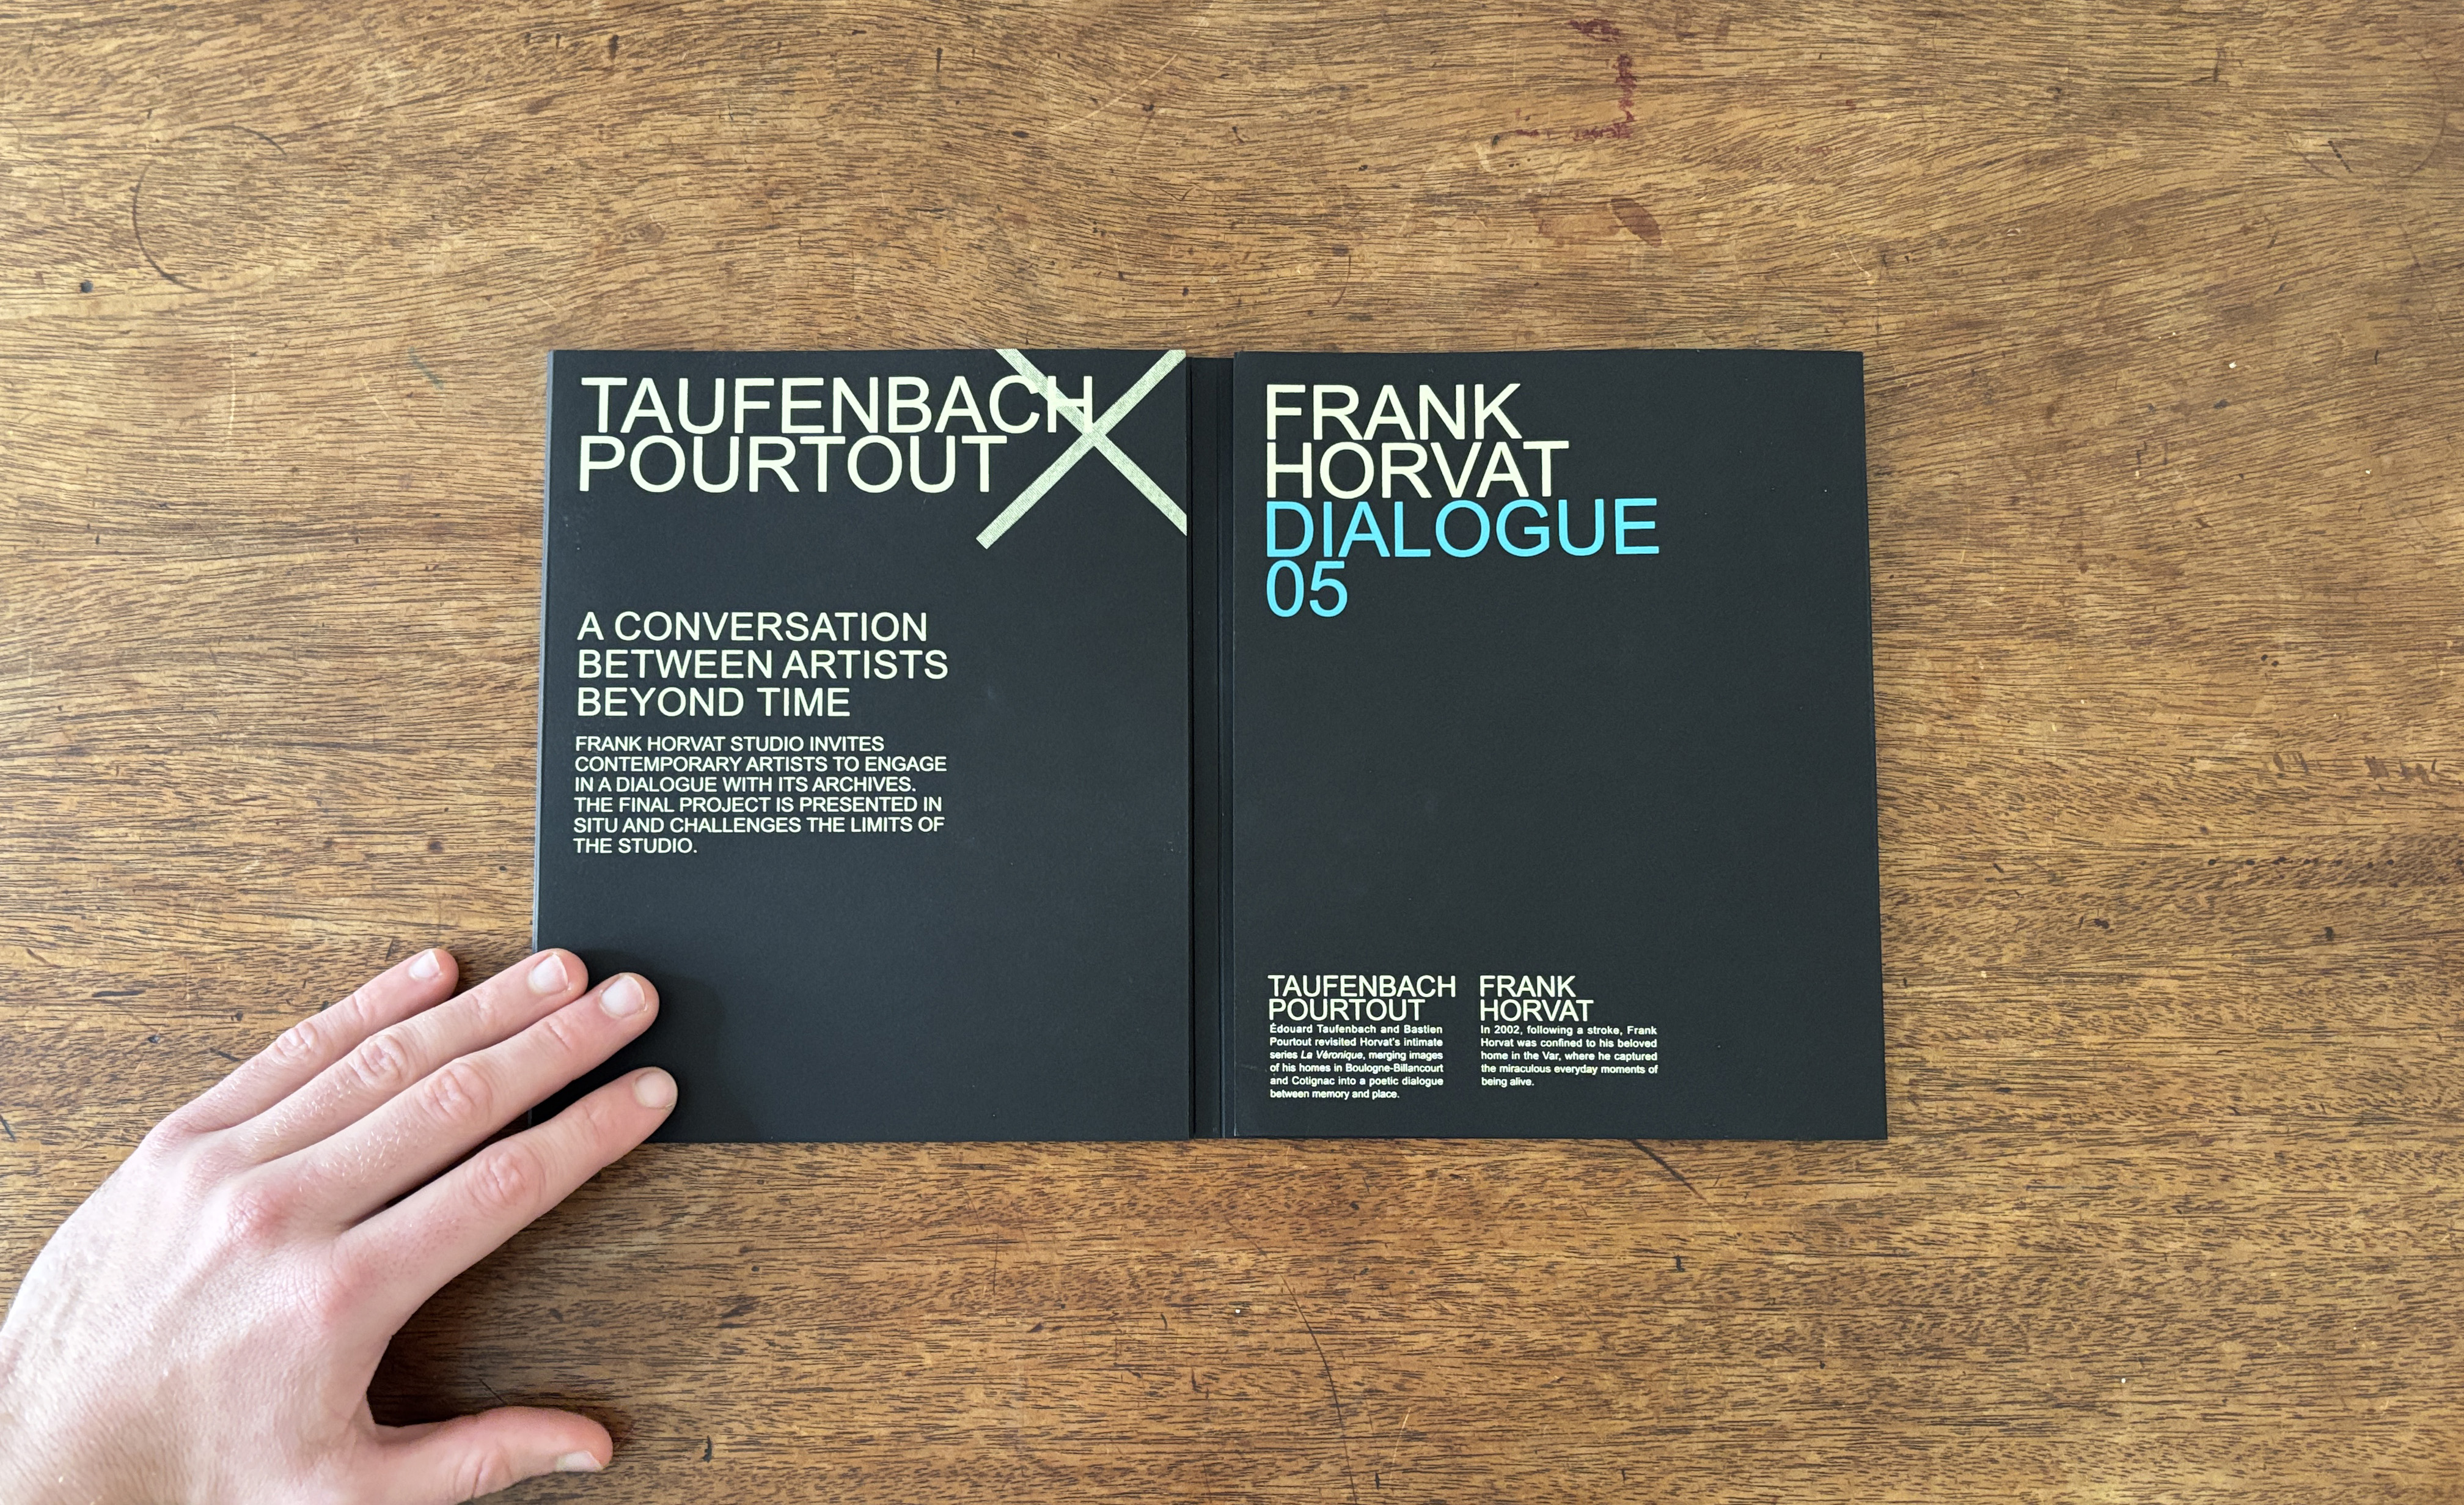 TAUFENBACH
POURTOUT
A CONVERSATION
BETWEEN ARTISTS
BEYOND TIME
FRANK HORVAT STUDIO INVITES
CONTEMPORARY ARTISTS TO ENGAGE
IN A DIALOGUE WITH ITS ARCHIVES.
THE FINAL PROJECT IS PRESENTED IN
SITU AND CHALLENGES THE LIMITS OF
THE STUDIO.
FRANK
HORVAT
DIALOGUE
05
TAUFENBACH
POURTOUT
Édouard Taufenbach and Bastien
Pourtout revisited Horvat's intimate
series La Véronique, merging images
of his homes in Boulogne-Billancourt
and Cotignac into a poetic dialogue
between memory and place.
FRANK
HORVAT
In 2002, following a stroke, Frank
Horvat was confined to his beloved
home in the Var, where he captured
the miraculous everyday moments of
being alive.